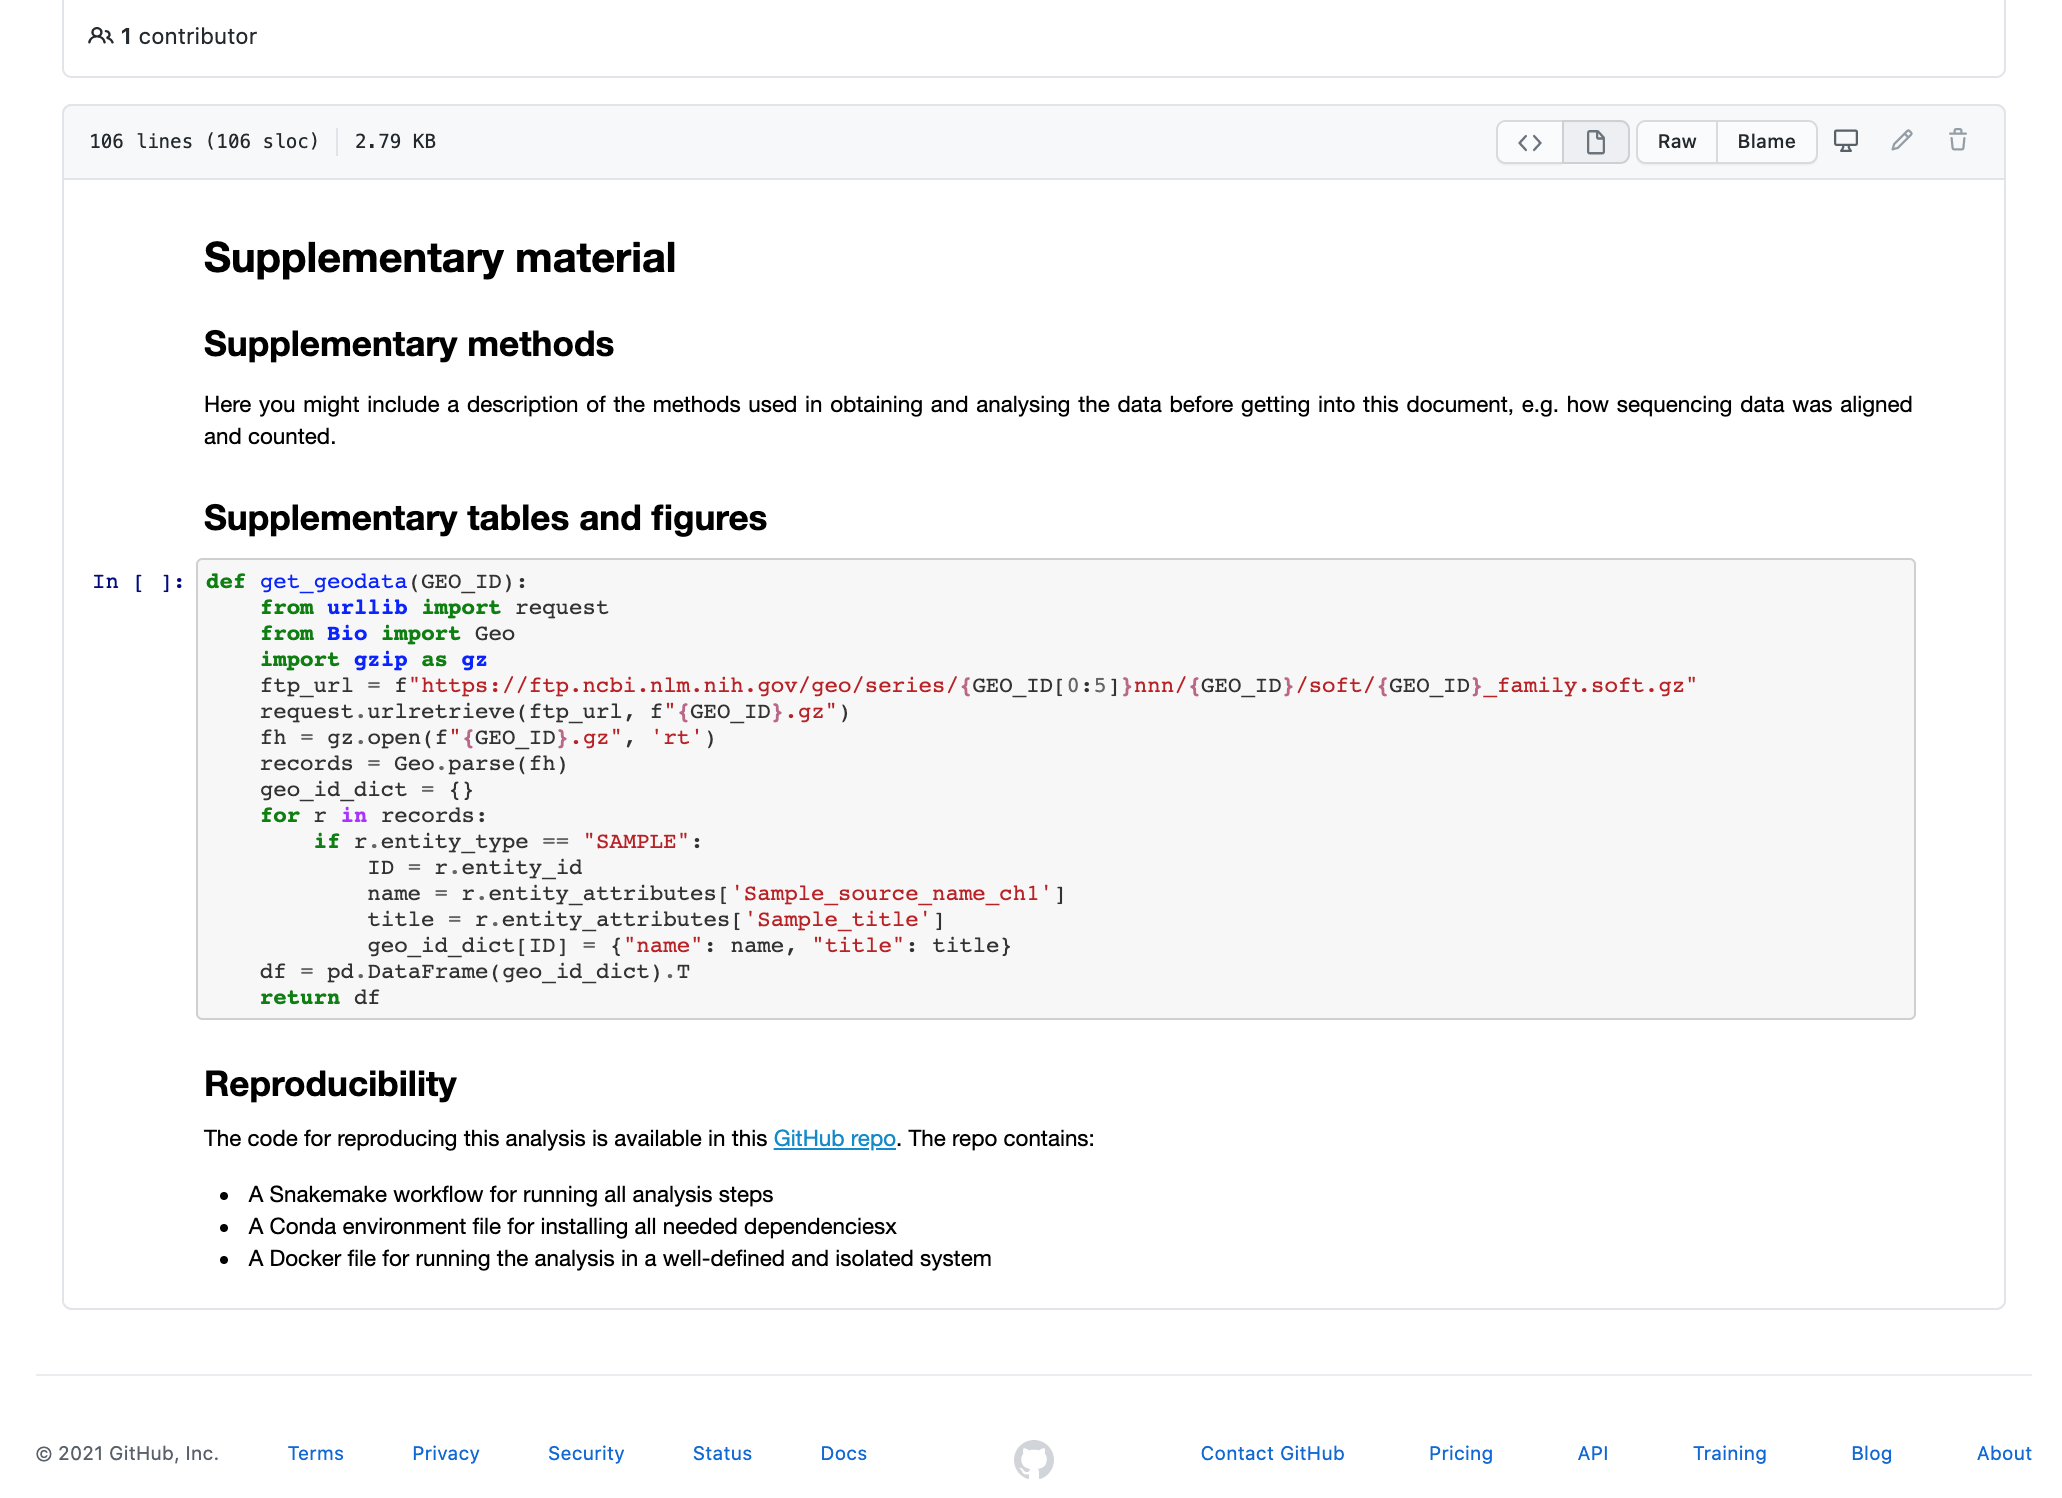 1 contributor
106 lines (106 sloc) 2.79 KB
<> Raw Blame
Supplementary material
Supplementary methods
Here you might include a description of the methods used in obtaining and analysing the data before getting into this document, e.g. how sequencing data was aligned
and counted.
Supplementary tables and figures
In [ ]: def get_geodata(GEO_ID):
    from urllib import request
    from Bio import Geo
    import gzip as gz
    ftp_url = f"https://ftp.ncbi.nlm.nih.gov/geo/series/{GEO_ID[0:5]}nnn/{GEO_ID}/soft/{GEO_ID}_family.soft.gz"
    request.urlretrieve(ftp_url, f"{GEO_ID}.gz")
    fh = gz.open(f"{GEO_ID}.gz", 'rt')
    records = Geo.parse(fh)
    geo_id_dict = {}
    for r in records:
        if r.entity_type == "SAMPLE":
            ID = r.entity_id
            name = r.entity_attributes['Sample_source_name_ch1']
            title = r.entity_attributes['Sample_title']
            geo_id_dict[ID] = {"name": name, "title": title}
    df = pd.DataFrame(geo_id_dict).T
    return df
Reproducibility
The code for reproducing this analysis is available in this GitHub repo. The repo contains:
• A Snakemake workflow for running all analysis steps
• A Conda environment file for installing all needed dependenciesx
• A Docker file for running the analysis in a well-defined and isolated system
© 2021 GitHub, Inc. Terms Privacy Security Status Docs Contact GitHub Pricing API Training Blog About